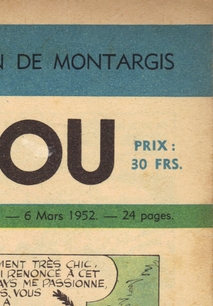 N DE MONTARGIS
OU
PRIX :
30 FRS.
— 6 Mars 1952. — 24 pages.
MENT TRÈS CHIC,
I RENONCÉ À CET
AYS ME PASSIONNE,
S, VOUS
A